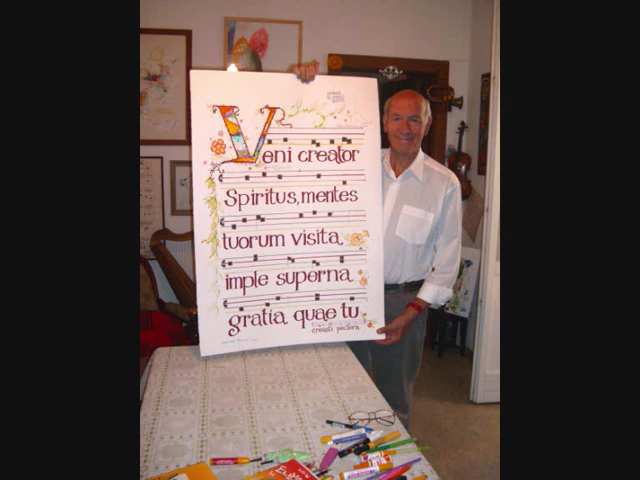 Veni creator
Spiritus, mentes
tuorum visita
imple superna
gratia quae tu
creasti pectora